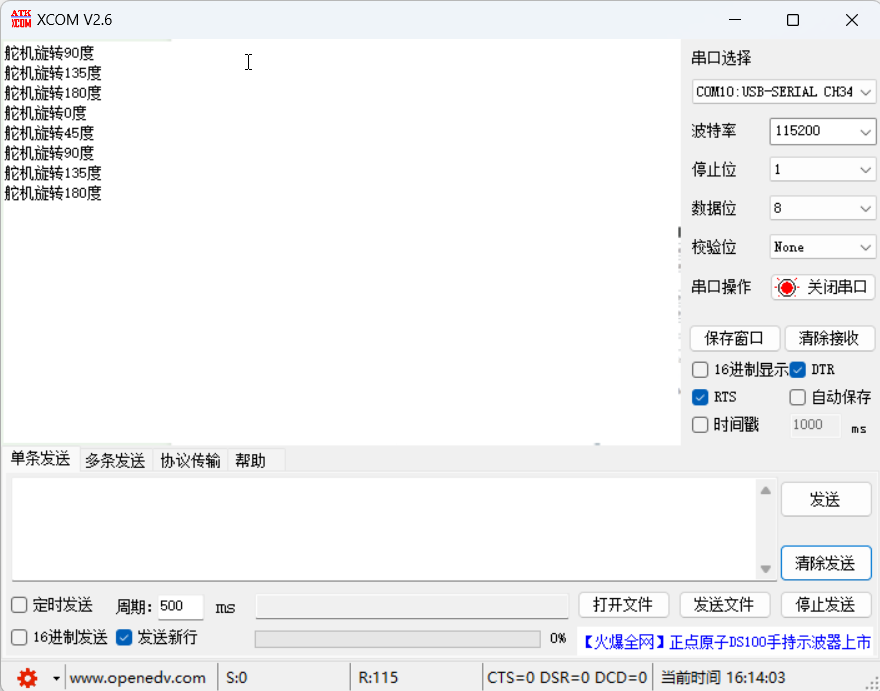 ATK
XCOM
XCOM V2.6
舵机旋转90度
舵机旋转135度
舵机旋转180度
舵机旋转0度
舵机旋转45度
舵机旋转90度
舵机旋转135度
舵机旋转180度
串口选择
COM10:USB-SERIAL CH34
波特率 115200
停止位 1
数据位 8
校验位 None
串口操作 关闭串口
保存窗口 清除接收
16进制显示 DTR
RTS 自动保存
时间戳 1000 ms
单条发送 多条发送 协议传输 帮助
发送
清除发送
定时发送 周期: 500 ms 打开文件 发送文件 停止发送
16进制发送 发送新行 0% 【火爆全网】正点原子DS100手持示波器上市
www.openedv.com S:0 R:115 CTS=0 DSR=0 DCD=0 当前时间 16:14:03